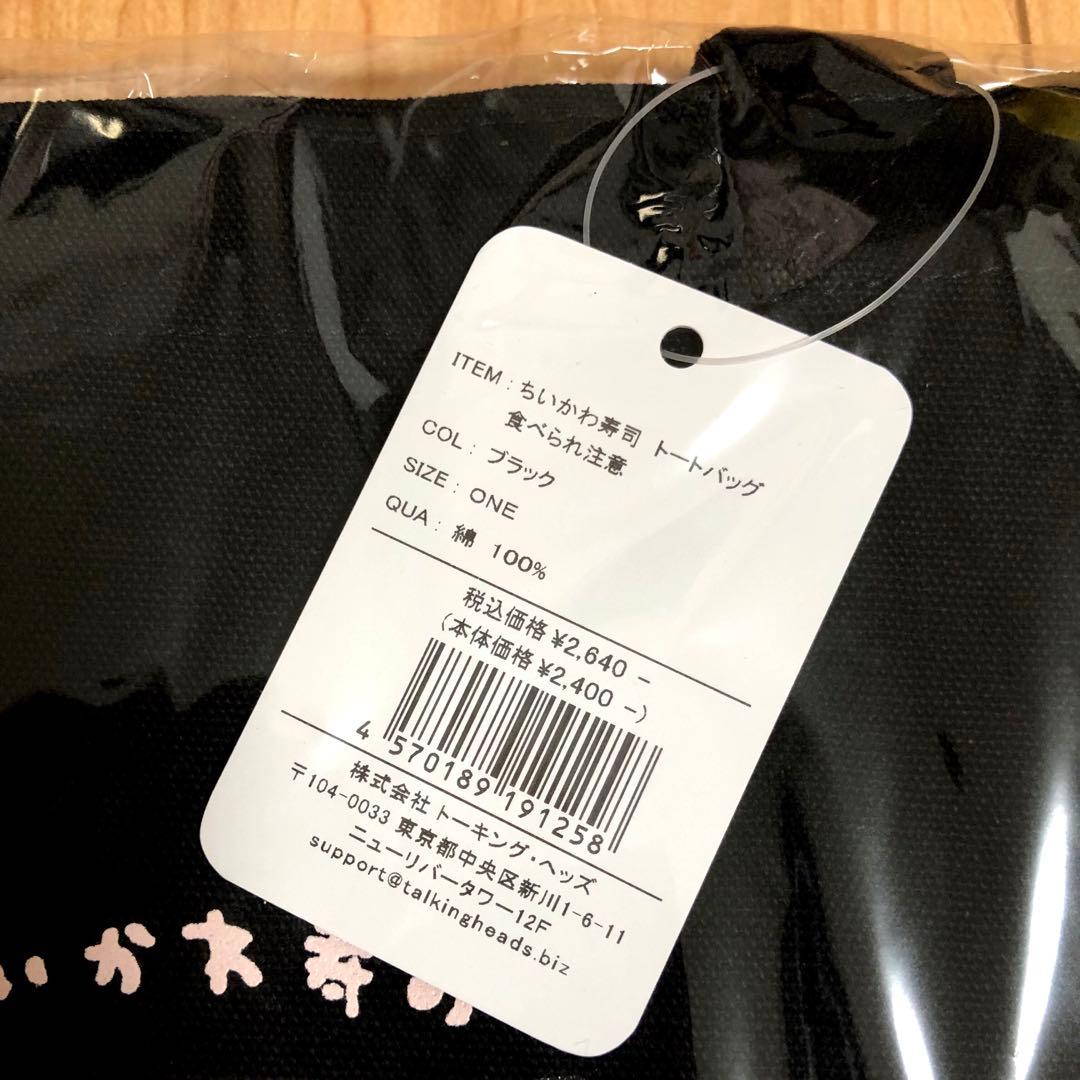 ITEM : ちいかわ寿司 トートバッグ
食べられ注意
COL : ブラック
SIZE : ONE
QUA : 綿 100%
税込価格 ¥2,640 -
(本体価格 ¥2,400 -)
4 570189 191258
株式会社 トーキング・ヘッズ
〒104-0033 東京都中央区新川1-6-11
ニューリバータワー12F
support@talkingheads.biz
いかわ寿司